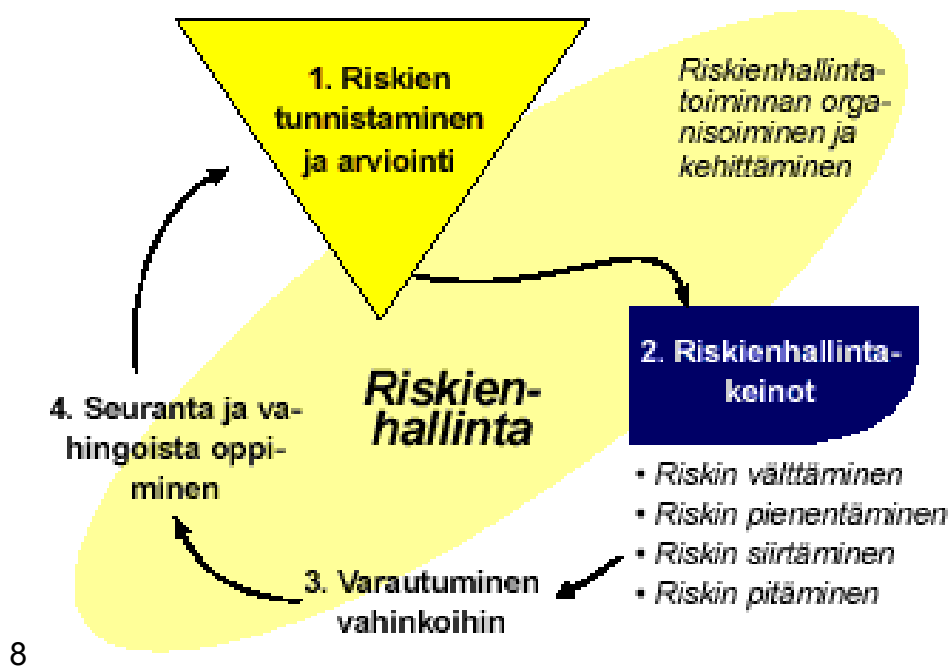 1. Riskien
tunnistaminen
ja arviointi
Riskienhallinta-
toiminnan orga-
nisoiminen ja
kehittäminen
2. Riskienhallinta-
keinot
• Riskin välttäminen
• Riskin pienentäminen
• Riskin siirtäminen
• Riskin pitäminen
Riskien-
hallinta
3. Varautuminen
vahinkoihin
4. Seuranta ja va-
hingoista oppi-
minen
8